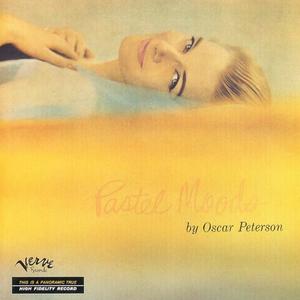 Pastel Moods
by Oscar Peterson
VERVE
Records
THIS IS A PANORAMIC TRUE
HIGH FIDELITY RECORD